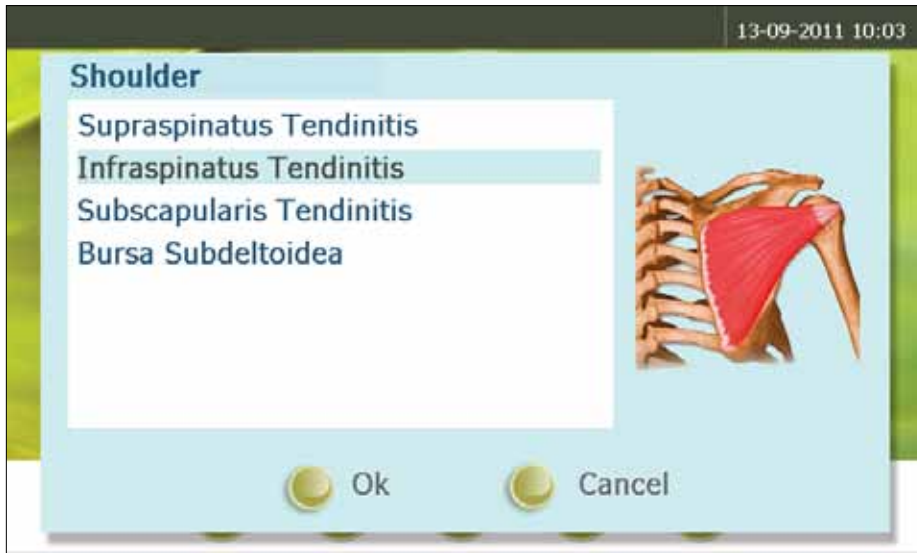 13-09-2011 10:03
Shoulder
Supraspinatus Tendinitis
Infraspinatus Tendinitis
Subscapularis Tendinitis
Bursa Subdeltoidea
Ok
Cancel